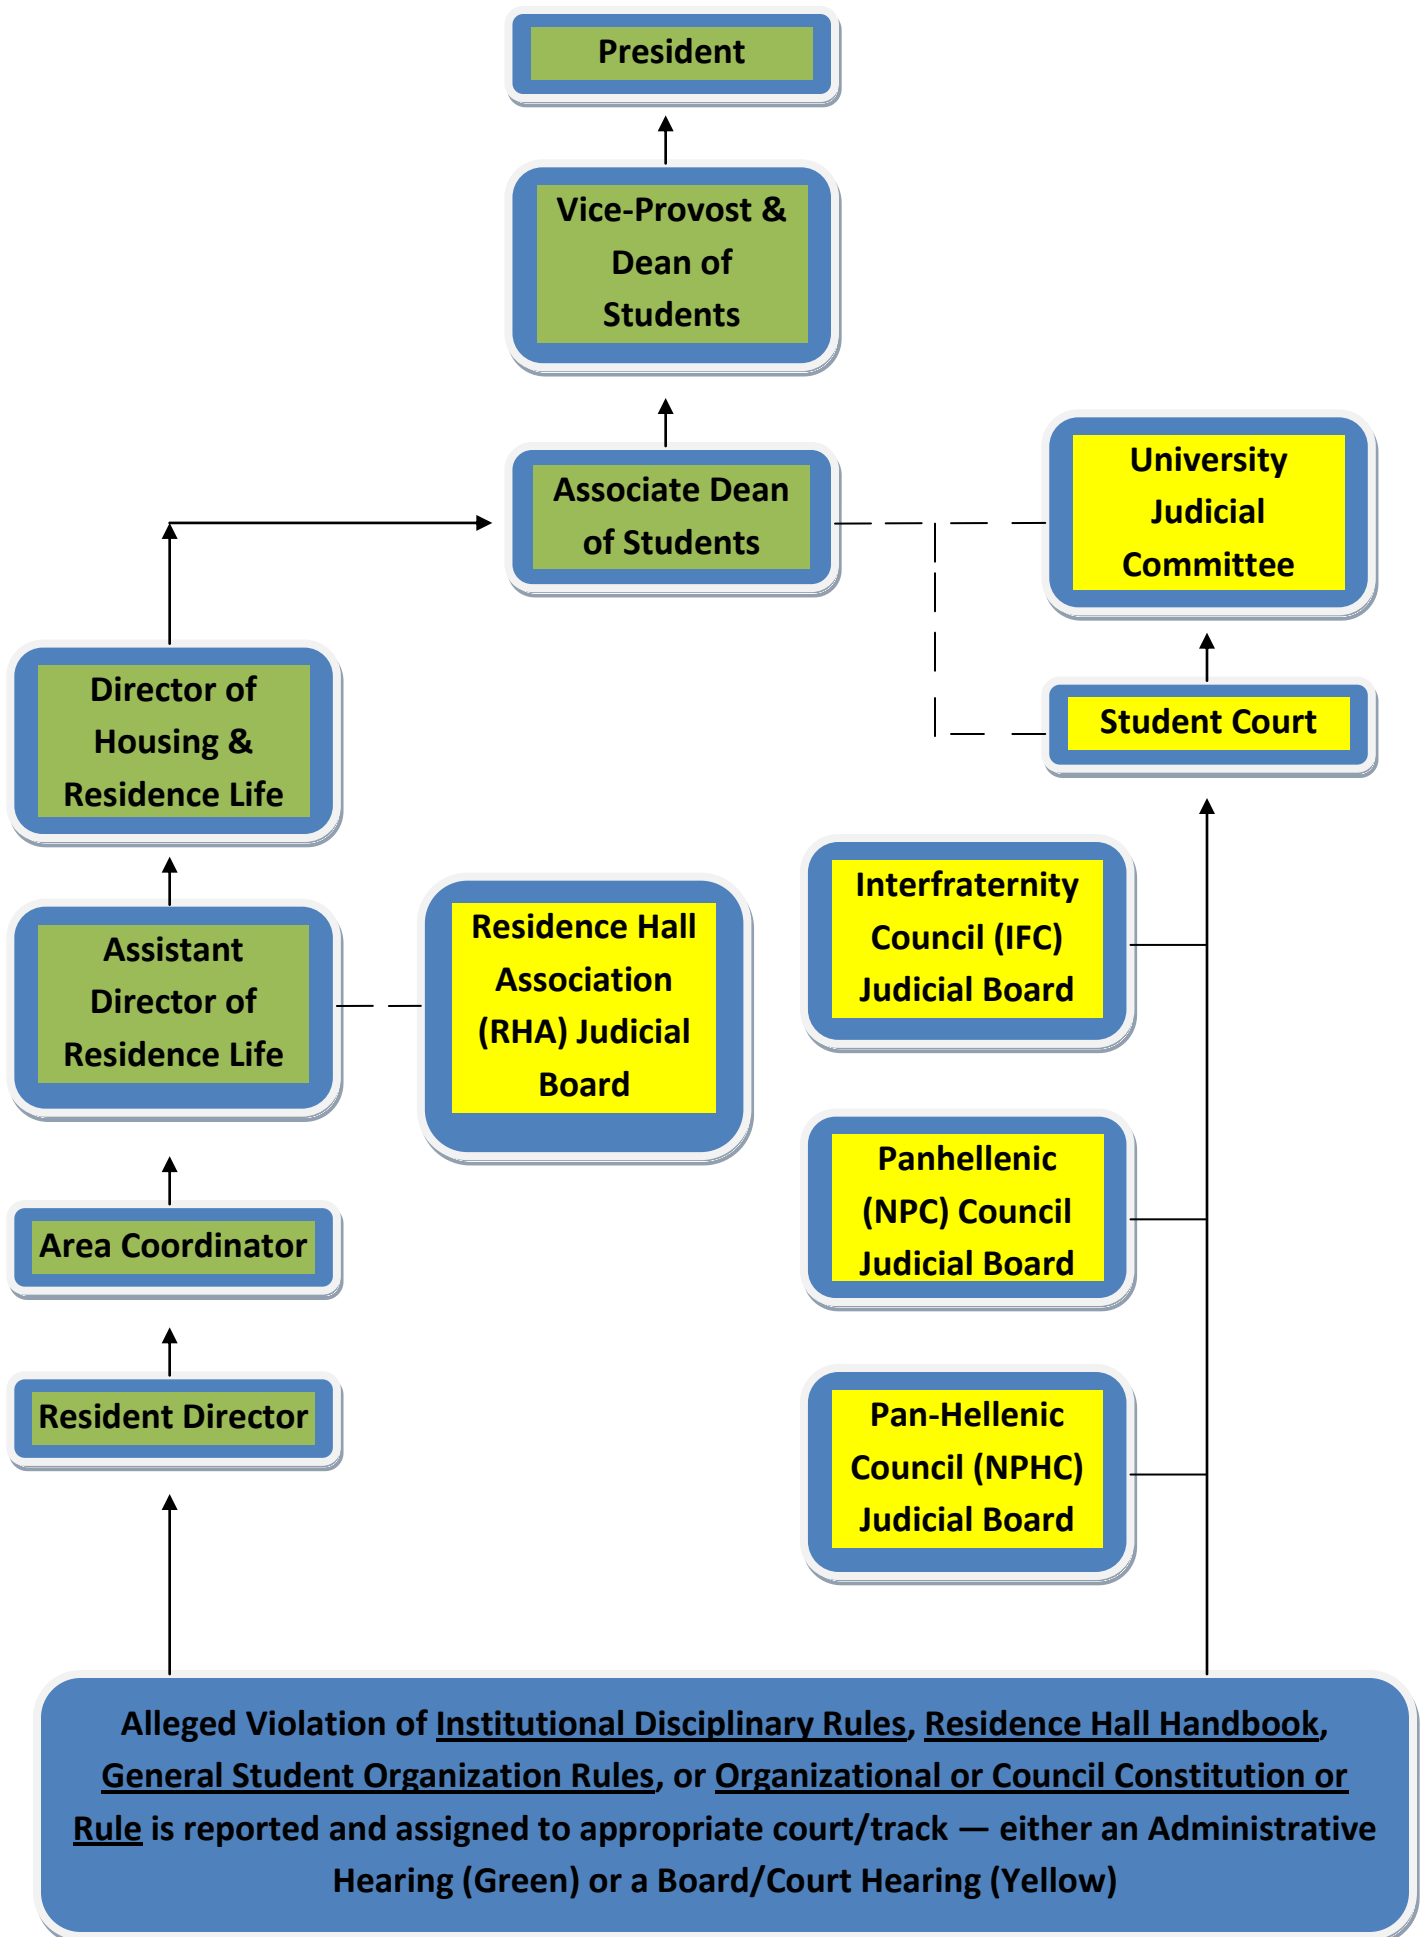 President
Vice-Provost &
Dean of
Students
Associate Dean
of Students
University
Judicial
Committee
Director of
Housing &
Residence Life
Student Court
Assistant
Director of
Residence Life
Residence Hall
Association
(RHA) Judicial
Board
Interfraternity
Council (IFC)
Judicial Board
Panhellenic
(NPC) Council
Judicial Board
Area Coordinator
Resident Director
Pan-Hellenic
Council (NPHC)
Judicial Board
Alleged Violation of Institutional Disciplinary Rules, Residence Hall Handbook,
General Student Organization Rules, or Organizational or Council Constitution or
Rule is reported and assigned to appropriate court/track — either an Administrative
Hearing (Green) or a Board/Court Hearing (Yellow)